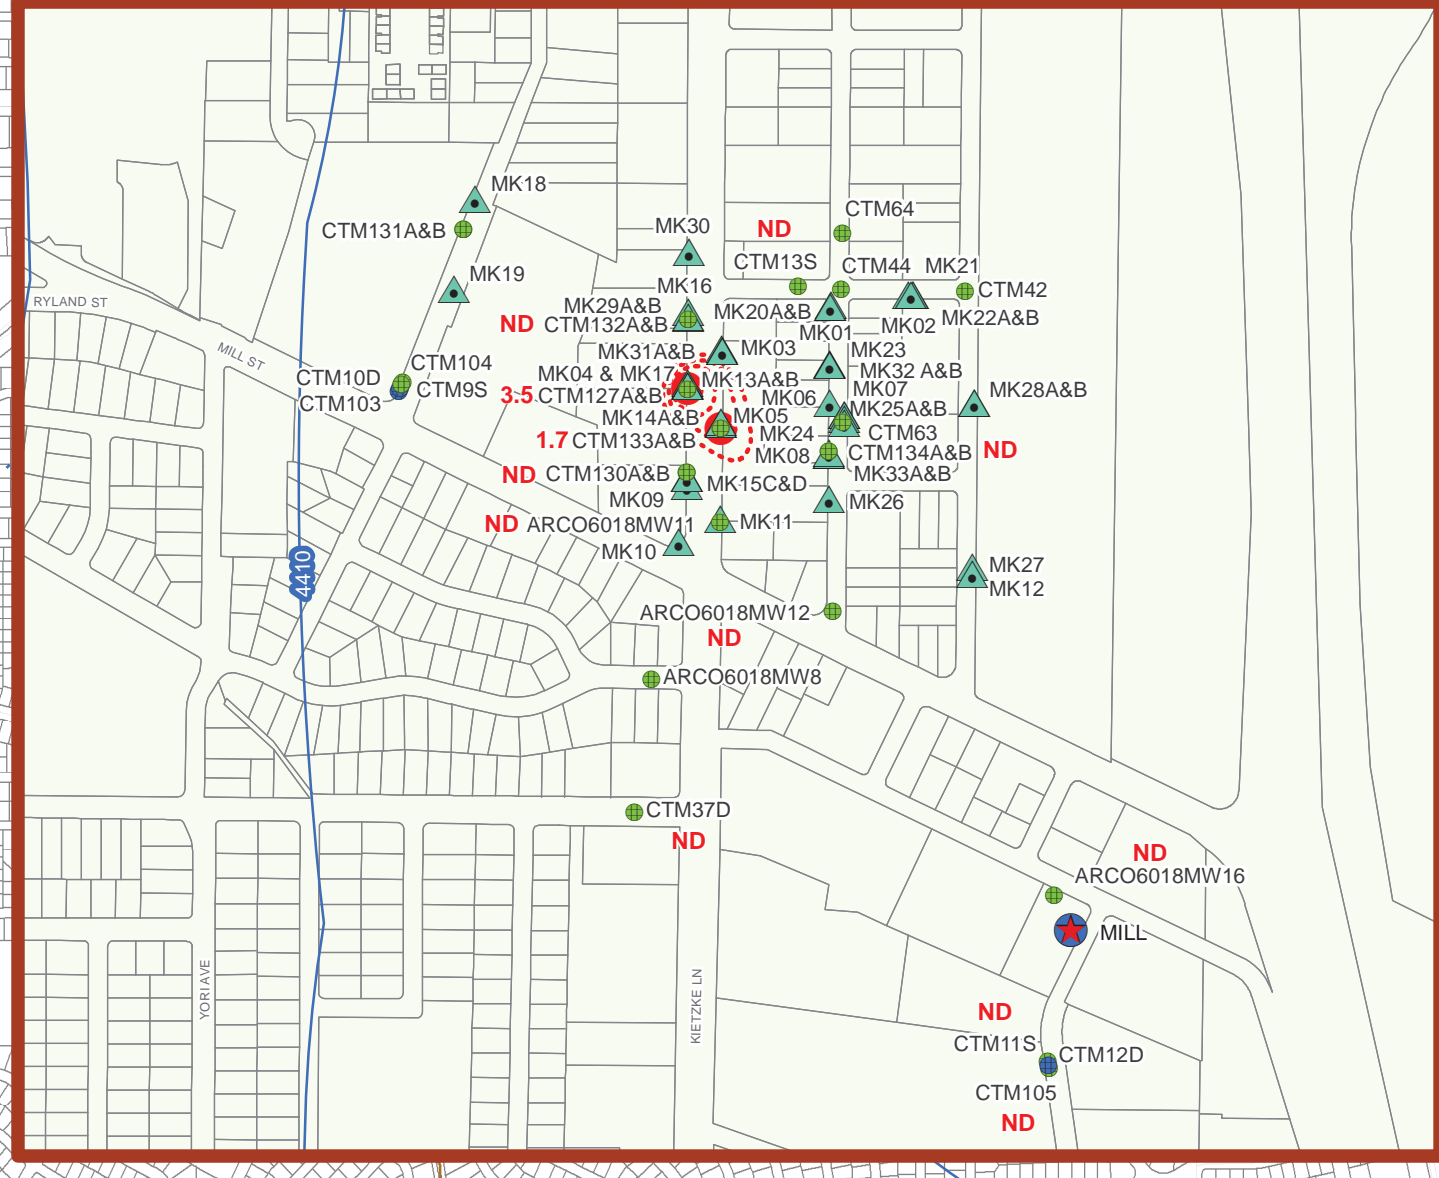 MK18
CTM131A&B
MK19
RYLAND ST
MILL ST
MK30
ND
CTM64
CTM13S
CTM44
MK21
CTM42
MK16
MK29A&B
MK20A&B
MK02
MK22A&B
ND
CTM132A&B
MK01
MK31A&B
MK03
MK23
MK04 & MK17
MK32 A&B
CTM104
CTM10D
CTM9S
CTM103
3.5
CTM127A&B
MK13A&B
MK06
MK07
MK28A&B
MK14A&B
MK05
MK25A&B
1.7
CTM133A&B
MK24
CTM63
ND
MK08
CTM134A&B
ND
CTM130A&B
MK33A&B
MK09
MK15C&D
MK26
ND
ARCO6018MW11
MK11
MK10
4410
MK27
MK12
ARCO6018MW12
ND
ARCO6018MW8
CTM37D
ND
ND
ARCO6018MW16
MILL
YORI AVE
KIETZKE LN
ND
CTM11S
CTM12D
CTM105
ND